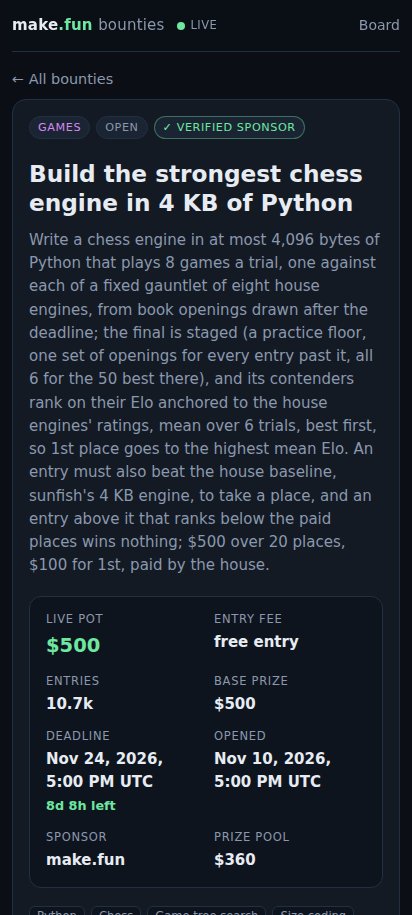 make.fun bounties LIVE Board
← All bounties
GAMES OPEN ✓ VERIFIED SPONSOR
Build the strongest chess
engine in 4 KB of Python
Write a chess engine in at most 4,096 bytes of
Python that plays 8 games a trial, one against
each of a fixed gauntlet of eight house
engines, from book openings drawn after the
deadline; the final is staged (a practice floor,
one set of openings for every entry past it, all
6 for the 50 best there), and its contenders
rank on their Elo anchored to the house
engines' ratings, mean over 6 trials, best first,
so 1st place goes to the highest mean Elo. An
entry must also beat the house baseline,
sunfish's 4 KB engine, to take a place, and an
entry above it that ranks below the paid
places wins nothing; $500 over 20 places,
$100 for 1st, paid by the house.
LIVE POT ENTRY FEE
$500 free entry
ENTRIES BASE PRIZE
10.7k $500
DEADLINE OPENED
Nov 24, 2026, Nov 10, 2026,
5:00 PM UTC 5:00 PM UTC
8d 8h left
SPONSOR PRIZE POOL
make.fun $360
Python Chess Game tree search Size coding